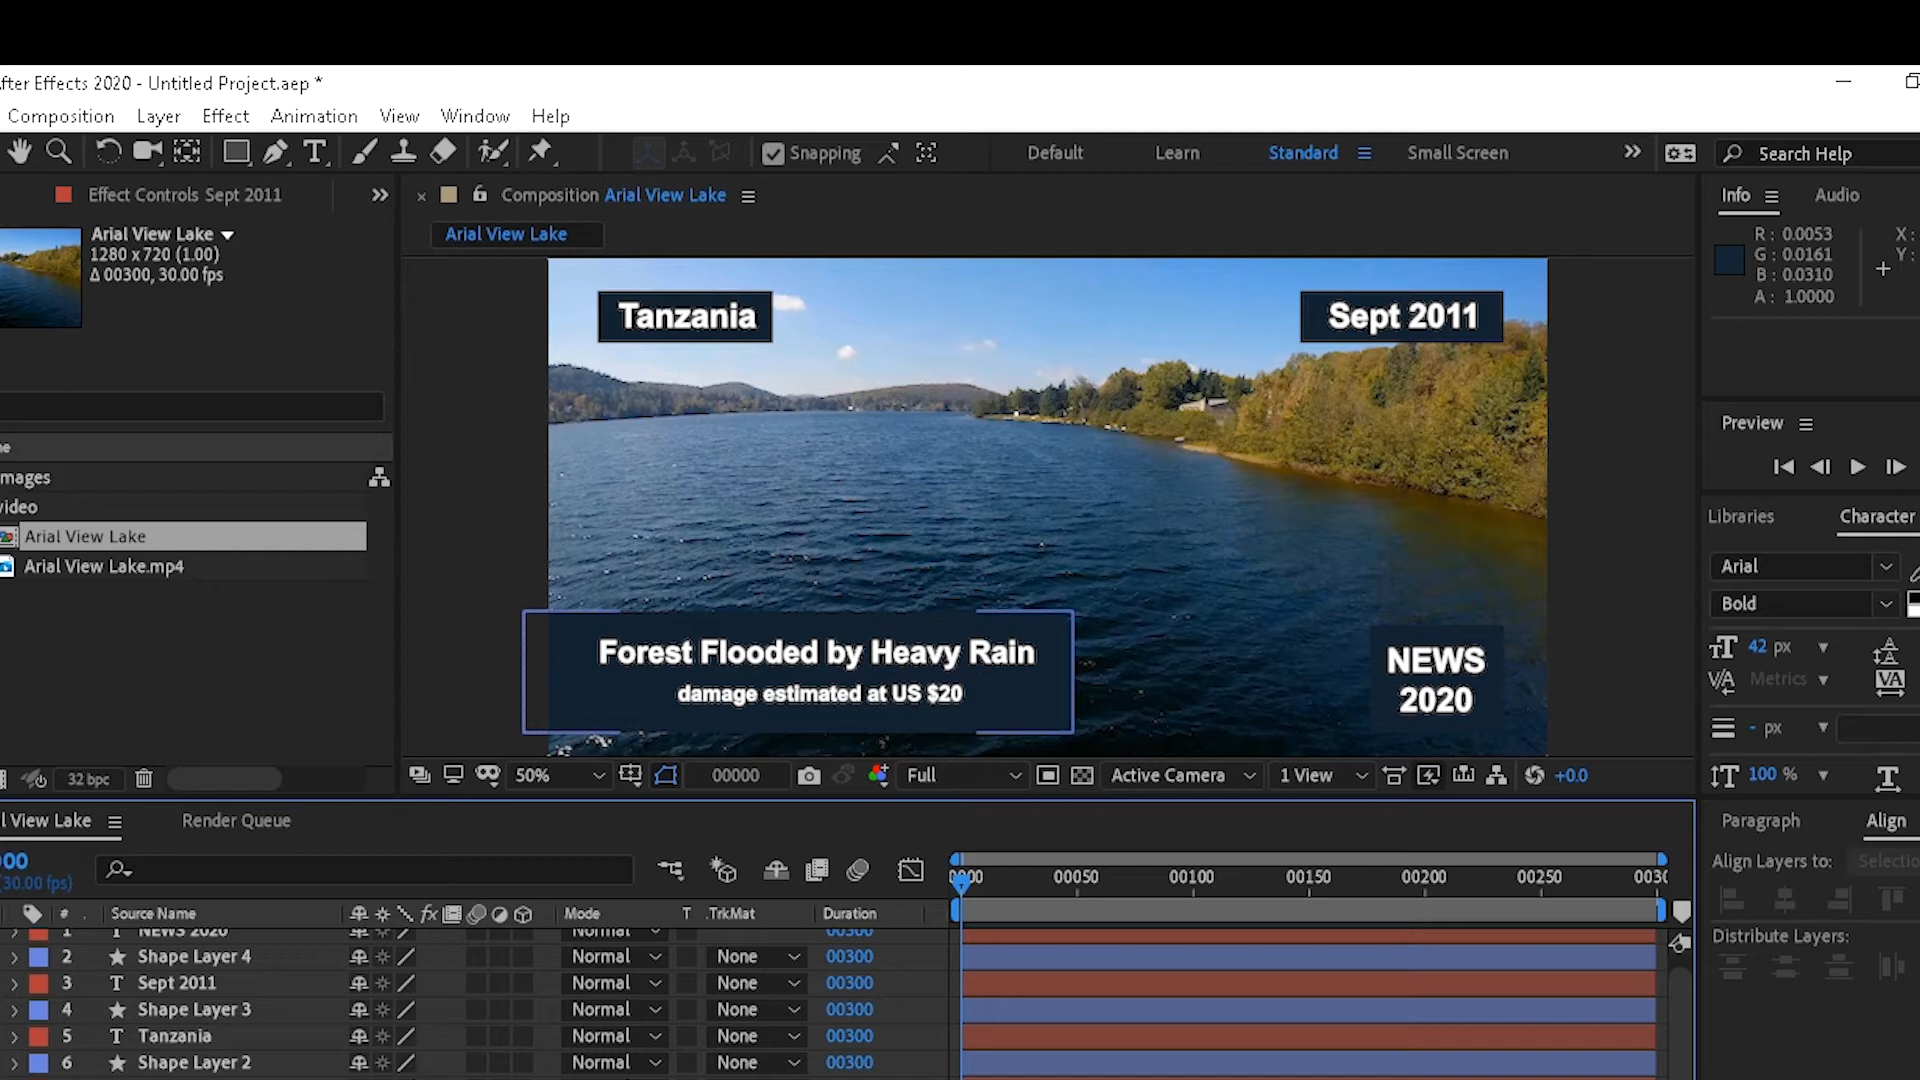 fter Effects 2020 - Untitled Project.aep *
Composition Layer Effect Animation View Window Help
Snapping Default Learn Standard Small Screen Search Help
Effect Controls Sept 2011
Composition Arial View Lake
Info Audio
Arial View Lake
1280 x 720 (1.00)
Δ 00300, 30.00 fps
Arial View Lake
R: 0.0053
G: 0.0161
B: 0.0310
A: 1.0000
X:
Y:
Tanzania
Sept 2011
Preview
mages
video
Arial View Lake
Arial View Lake.mp4
Libraries Character
Arial
Bold
42 px
Metrics
- px
100 %
Forest Flooded by Heavy Rain
damage estimated at US $20
NEWS
2020
32 bpc
50% 00000 Full Active Camera 1 View +0.0
l View Lake Render Queue
Paragraph Align
00
(30.00 fps)
Align Layers to: Selectio
0000 00050 00100 00150 00200 00250 0030
# Source Name fx Mode T .TrkMat Duration
Distribute Layers:
1 T NEWS 2020 Normal 00300
2 Shape Layer 4 Normal None 00300
3 T Sept 2011 Normal None 00300
4 Shape Layer 3 Normal None 00300
5 T Tanzania Normal None 00300
6 Shape Layer 2 Normal None 00300